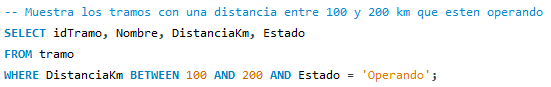 -- Muestra los tramos con una distancia entre 100 y 200 km que esten operando
SELECT idTramo, Nombre, DistanciaKm, Estado
FROM tramo
WHERE DistanciaKm BETWEEN 100 AND 200 AND Estado = 'Operando';